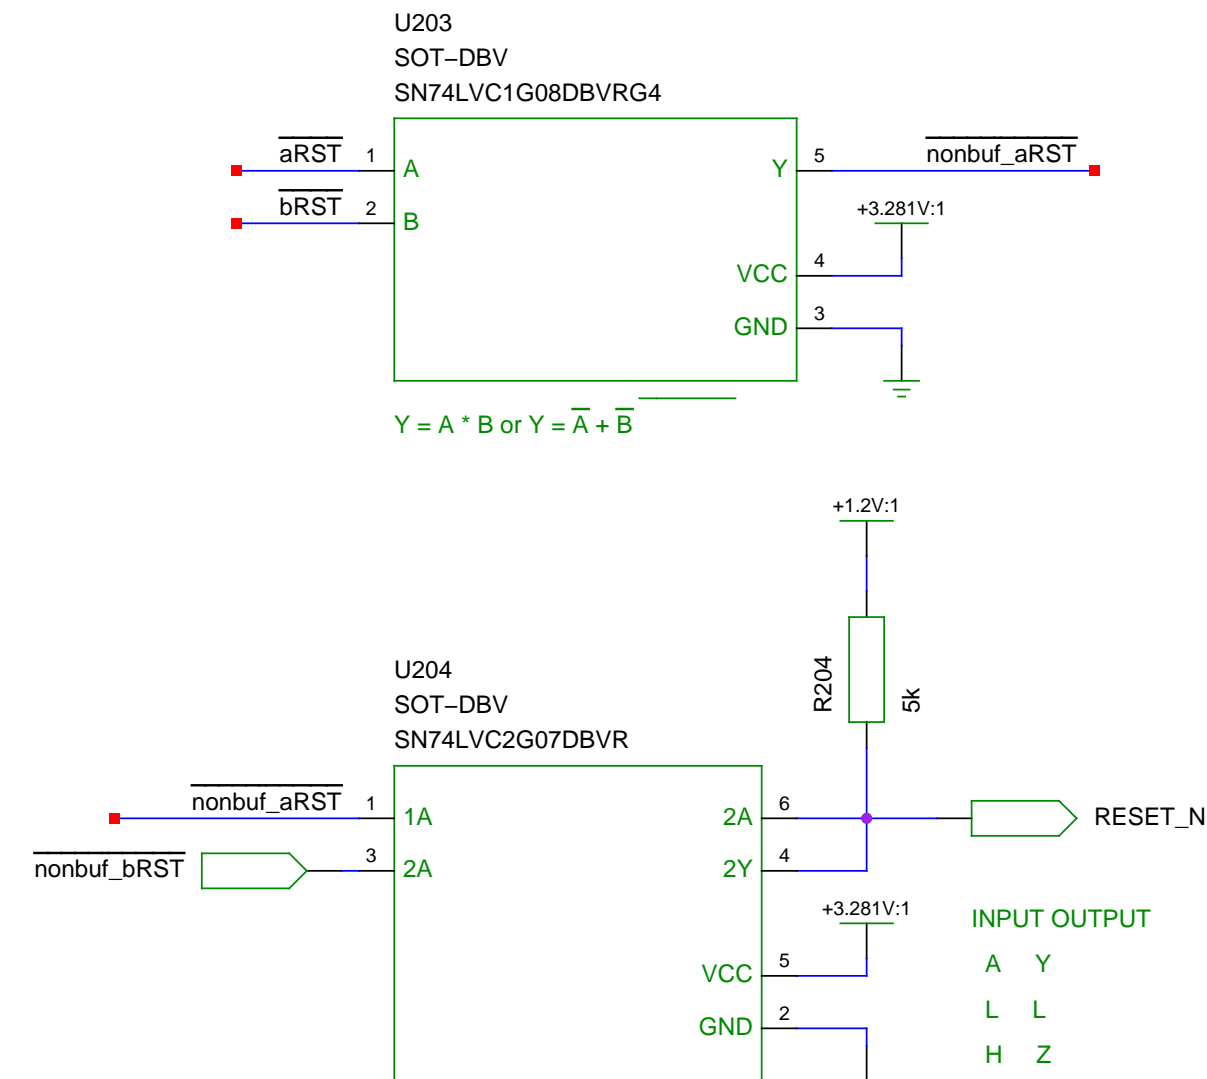 U203
SOT–DBV
SN74LVC1G08DBVRG4
aRST 1 A Y 5 nonbuf_aRST
bRST 2 B +3.281V:1
VCC 4
GND 3
Y = A * B or Y = A̅ + B̅
+1.2V:1
R204 5k
U204
SOT–DBV
SN74LVC2G07DBVR
nonbuf_aRST 1 1A 2A 6 RESET_N
nonbuf_bRST 3 2A 2Y 4
+3.281V:1
INPUT OUTPUT
VCC 5 A Y
L L
GND 2
H Z